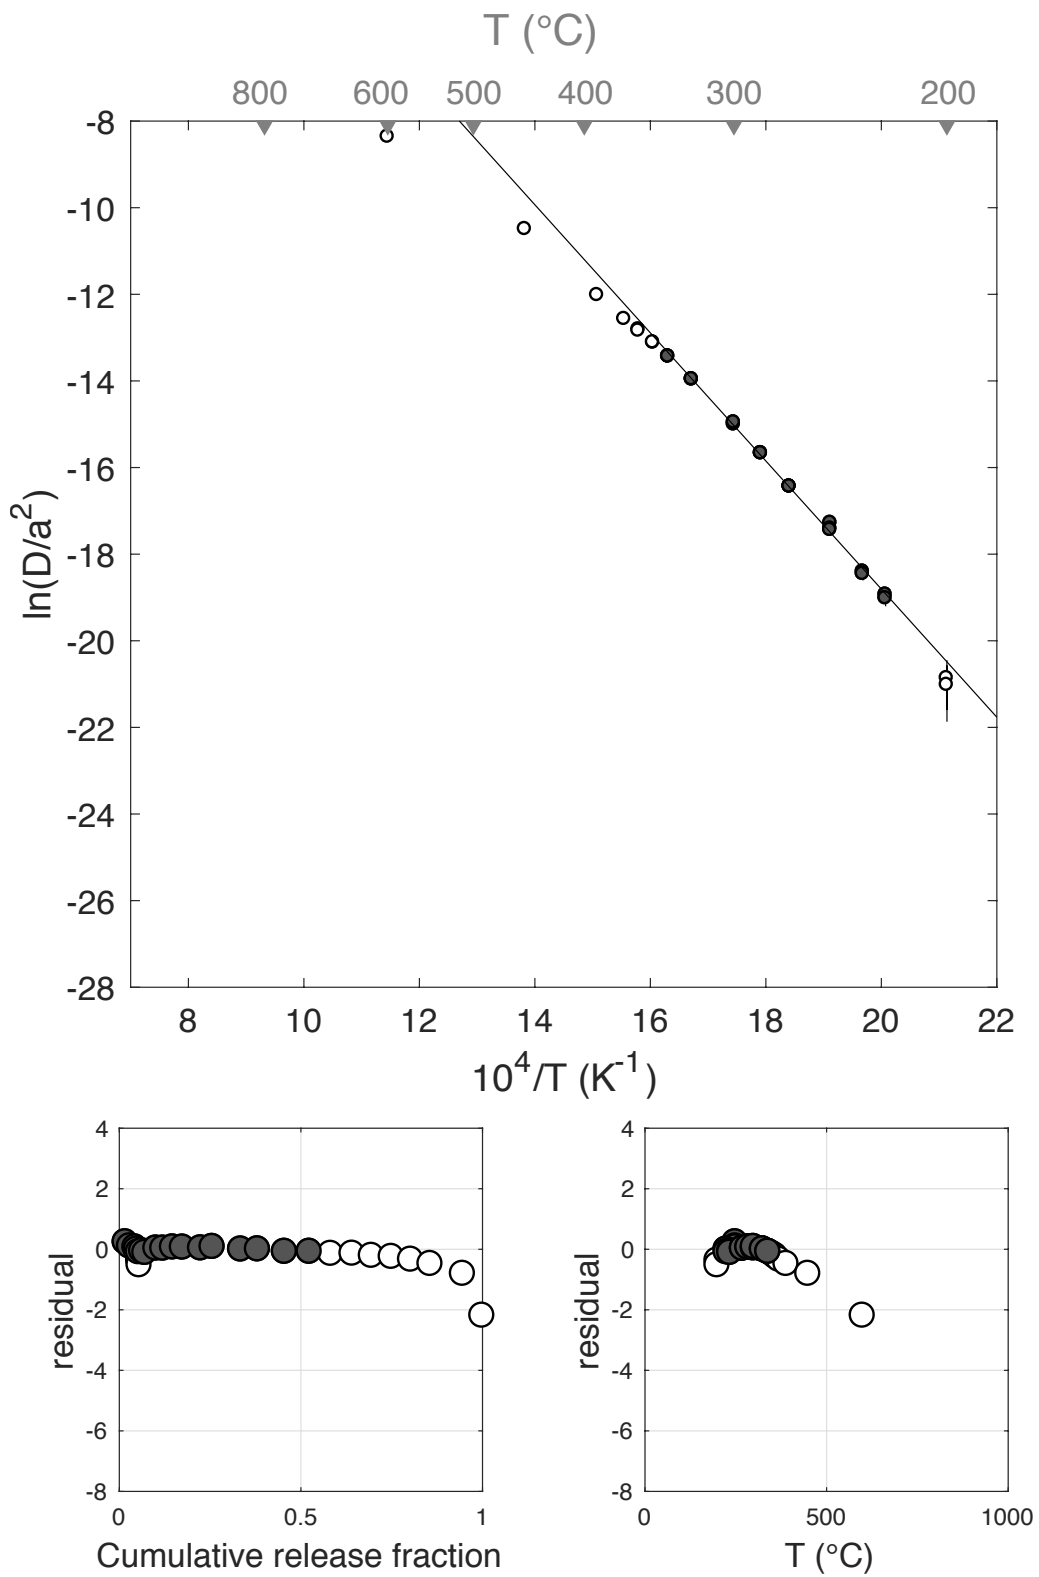 T (°C)
800 600 500 400 300 200
-8
-10
-12
-14
-16
-18
-20
-22
-24
-26
-28
ln(D/a²)
8 10 12 14 16 18 20 22
10⁴/T (K⁻¹)
4
2
0
-2
-4
-6
-8
residual
0 0.5 1
Cumulative release fraction
4
2
0
-2
-4
-6
-8
residual
0 500 1000
T (°C)